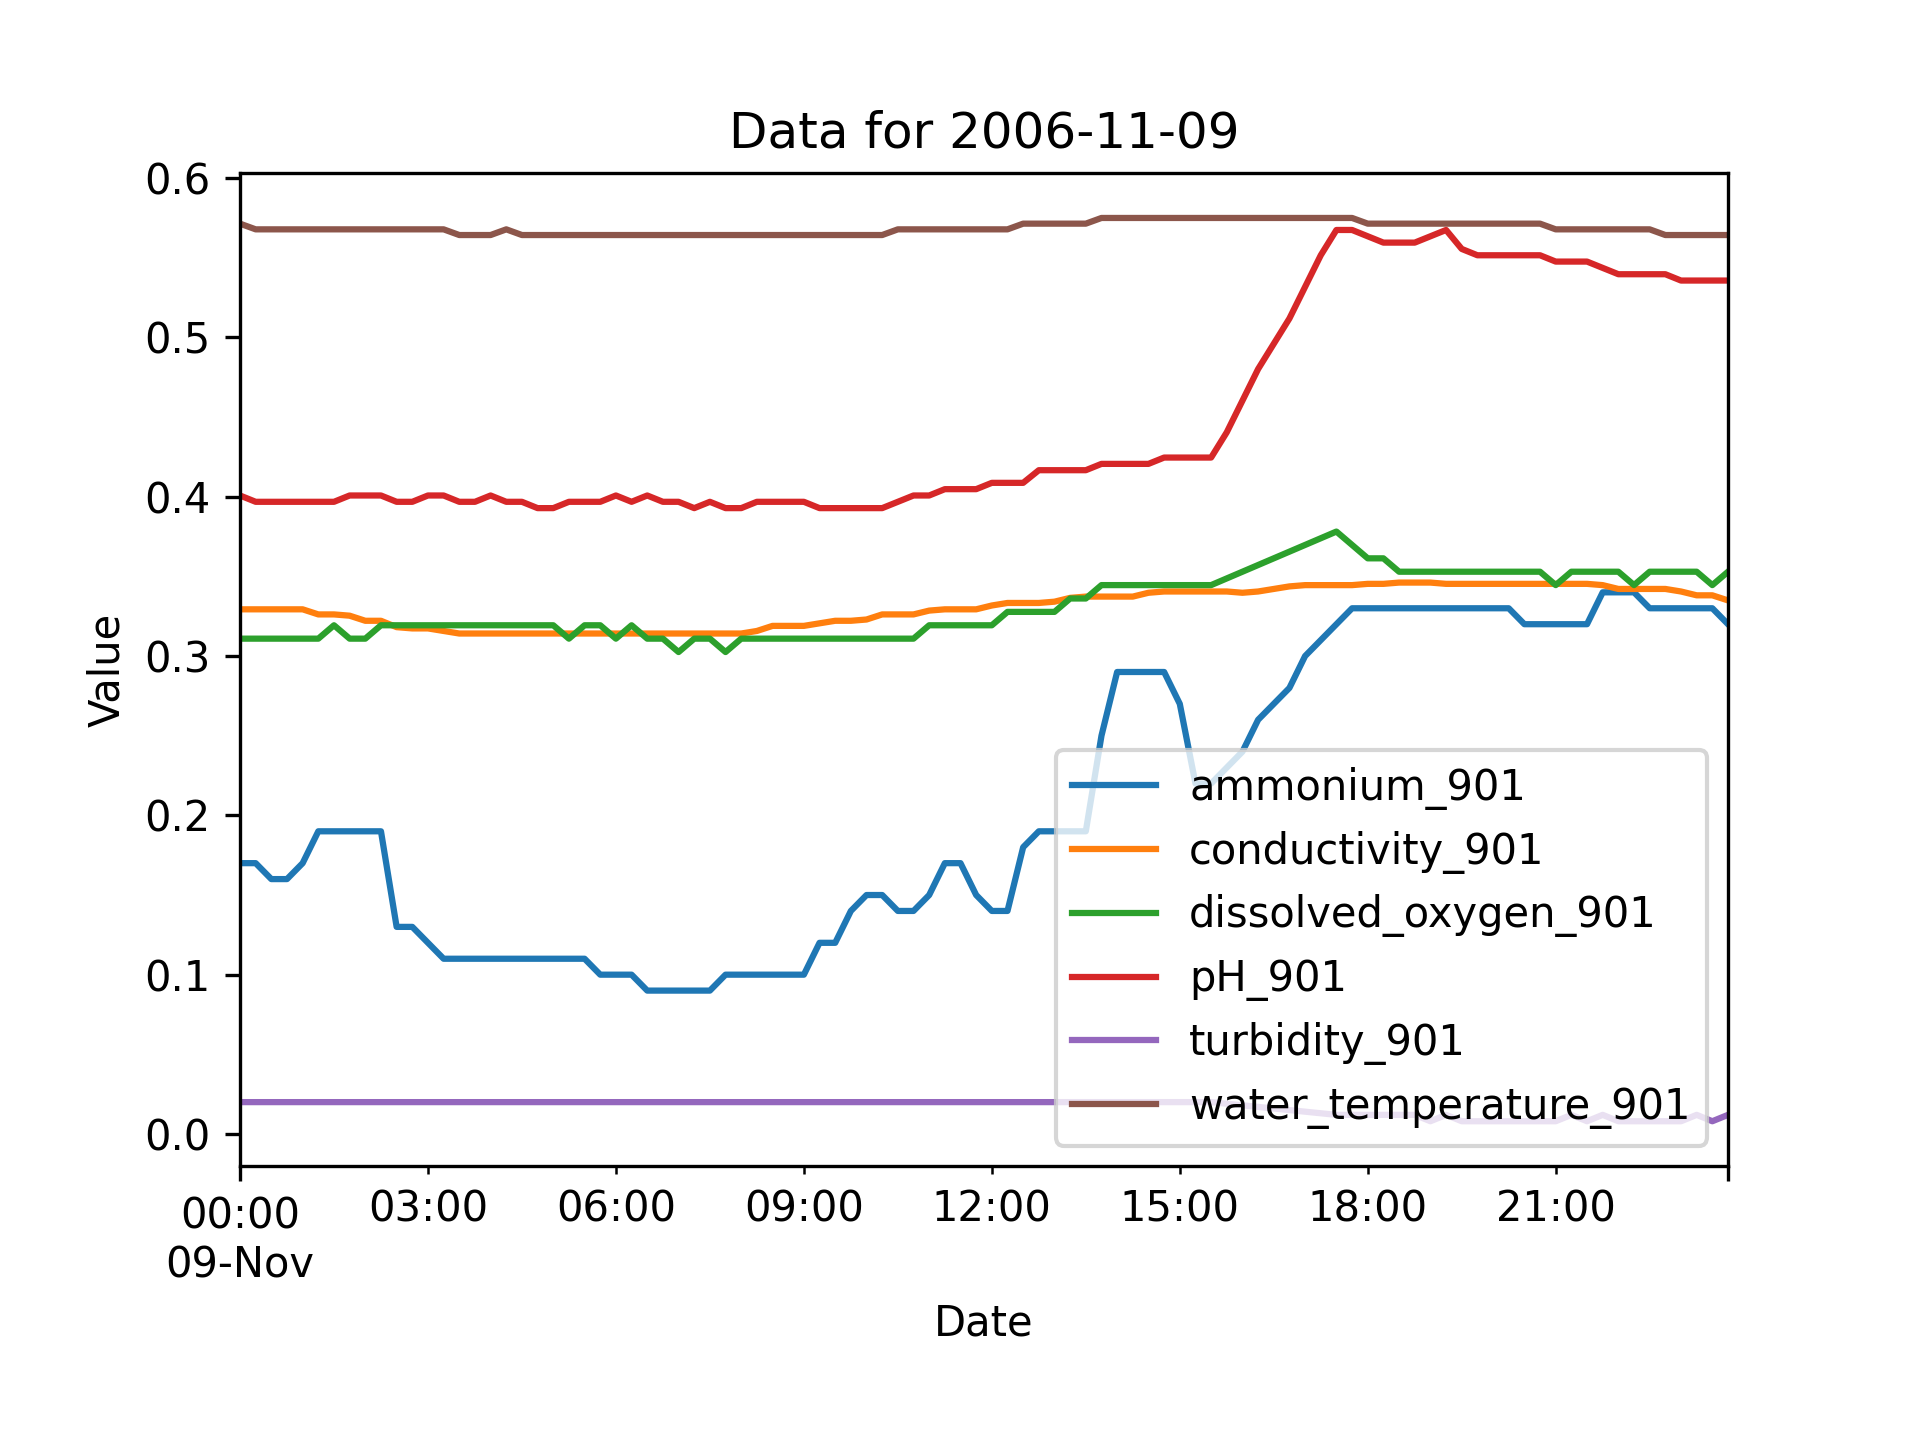 Data for 2006-11-09
0.6
0.5
0.4
0.3
0.2
0.1
0.0
Value
ammonium_901
conductivity_901
dissolved_oxygen_901
pH_901
turbidity_901
water_temperature_901
00:00 03:00 06:00 09:00 12:00 15:00 18:00 21:00
09-Nov
Date